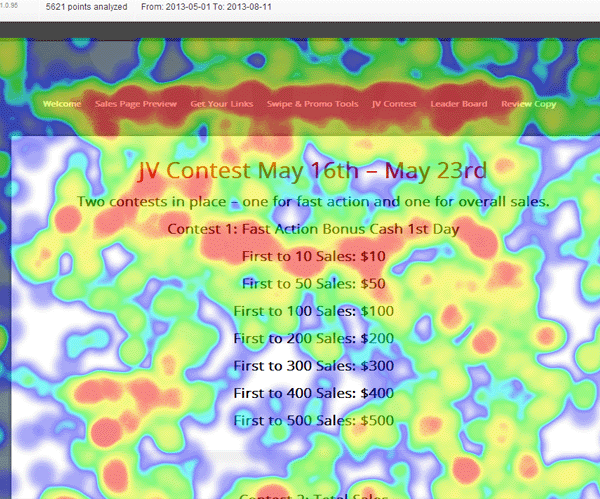 1.0.95 5621 points analyzed From: 2013-05-01 To: 2013-08-11
Welcome Sales Page Preview Get Your Links Swipe & Promo Tools JV Contest Leader Board Review Copy
JV Contest May 16th – May 23rd
Two contests in place – one for fast action and one for overall sales.
Contest 1: Fast Action Bonus Cash 1st Day
First to 10 Sales: $10
First to 50 Sales: $50
First to 100 Sales: $100
First to 200 Sales: $200
First to 300 Sales: $300
First to 400 Sales: $400
First to 500 Sales: $500
Contest 2: Total Sales